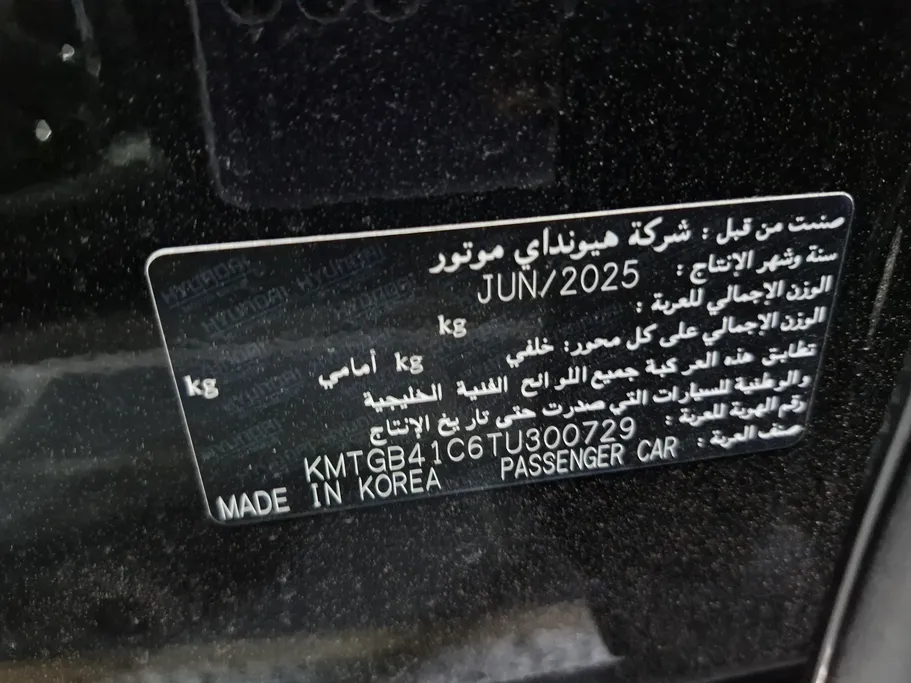 صنعت من قبل : شركة هيونداي موتور
سنة وشهر الإنتاج : JUN/2025
الوزن الإجمالي للعربة : kg
الوزن الإجمالي على كل محور: خلفي kg أمامي kg
تطابق هذه المركبة جميع اللوائح الفنية الخليجية
والوطنية للسيارات التي صدرت حتى تاريخ الإنتاج
رقم الهوية للعربة : KMTGB41C6TU300729
صنف العربة : PASSENGER CAR
MADE IN KOREA